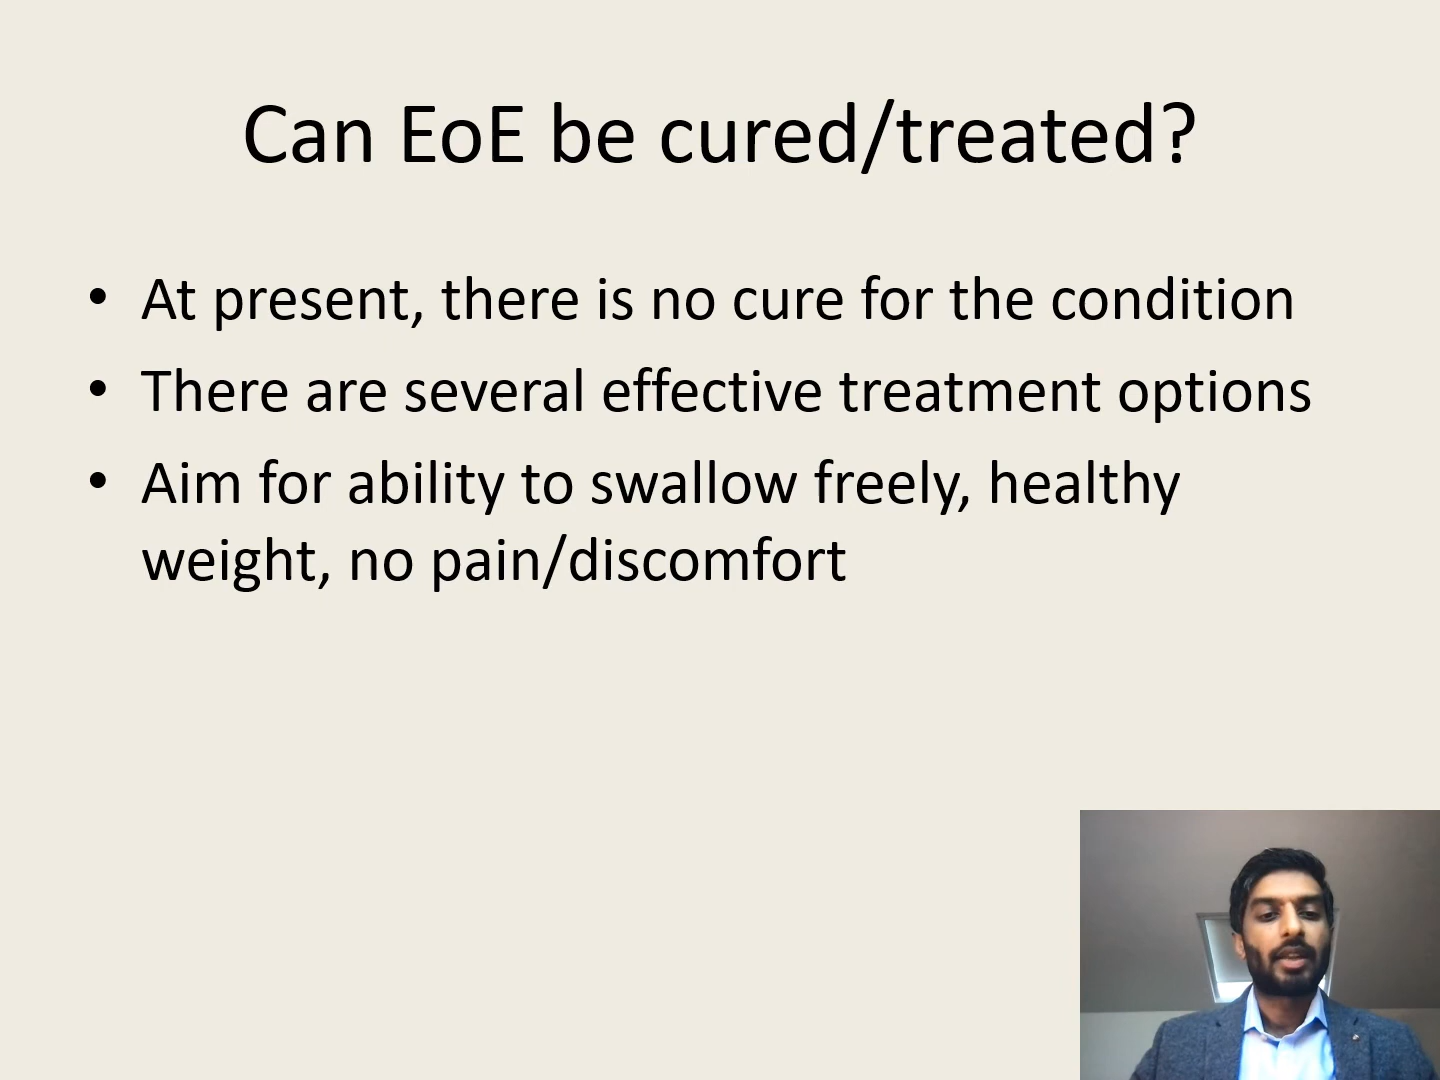 Can EoE be cured/treated?
• At present, there is no cure for the condition
• There are several effective treatment options
• Aim for ability to swallow freely, healthy
weight, no pain/discomfort